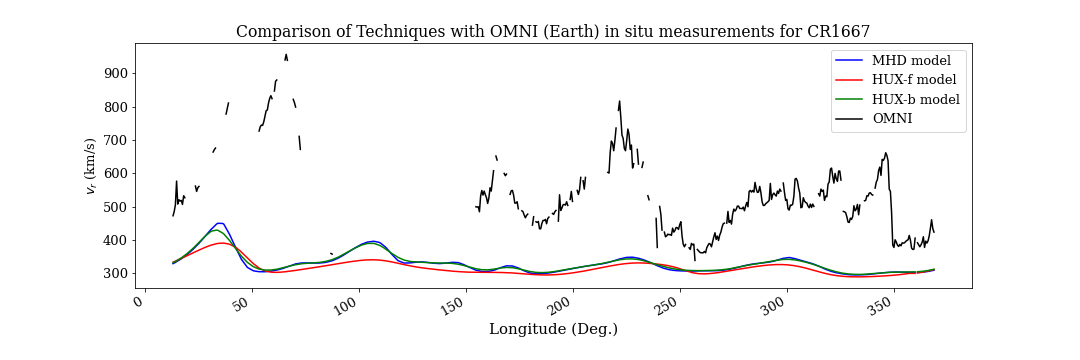 Comparison of Techniques with OMNI (Earth) in situ measurements for CR1667
900
800
700
600
500
400
300
v_r (km/s)
MHD model
HUX-f model
HUX-b model
OMNI
0
50
100
150
200
250
300
350
Longitude (Deg.)